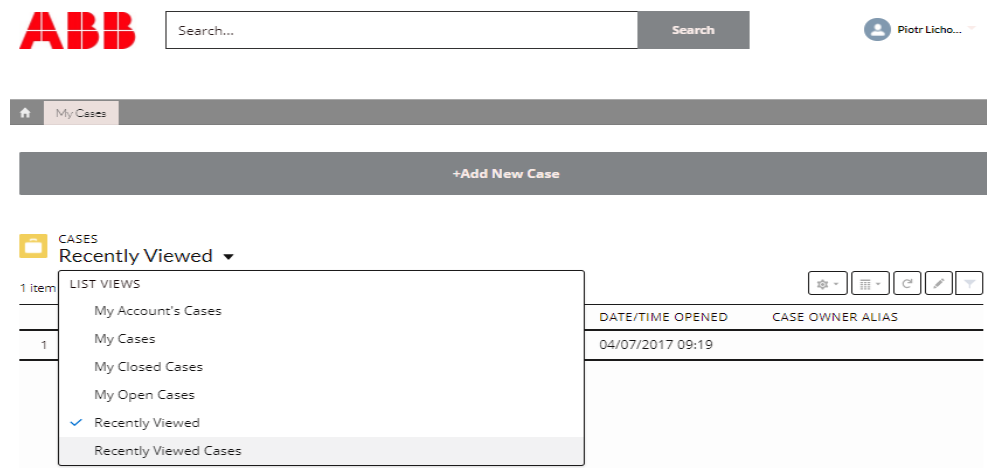 ABB
Search...
Search
Piotr Licho...
My Cases
+Add New Case
CASES
Recently Viewed
1 item
LIST VIEWS
My Account's Cases
My Cases
My Closed Cases
My Open Cases
Recently Viewed
Recently Viewed Cases
DATE/TIME OPENED CASE OWNER ALIAS
1 04/07/2017 09:19